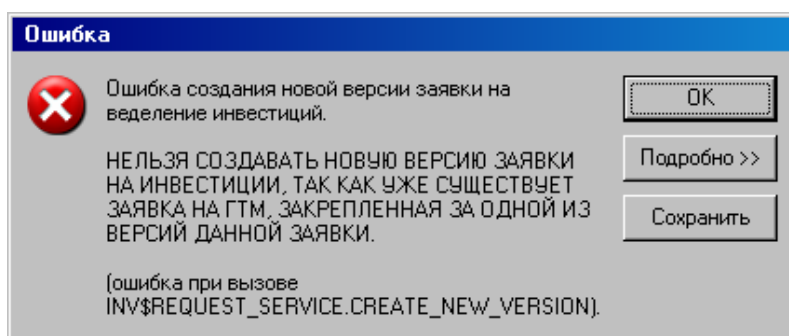 Ошибка
Ошибка создания новой версии заявки на
веделение инвестиций.
НЕЛЬЗЯ СОЗДАВАТЬ НОВУЮ ВЕРСИЮ ЗАЯВКИ
НА ИНВЕСТИЦИИ, ТАК КАК УЖЕ СУЩЕСТВУЕТ
ЗАЯВКА НА ГТМ, ЗАКРЕПЛЕННАЯ ЗА ОДНОЙ ИЗ
ВЕРСИЙ ДАННОЙ ЗАЯВКИ.
(ошибка при вызове
INV$REQUEST_SERVICE.CREATE_NEW_VERSION).
OK
Подробно >>
Сохранить